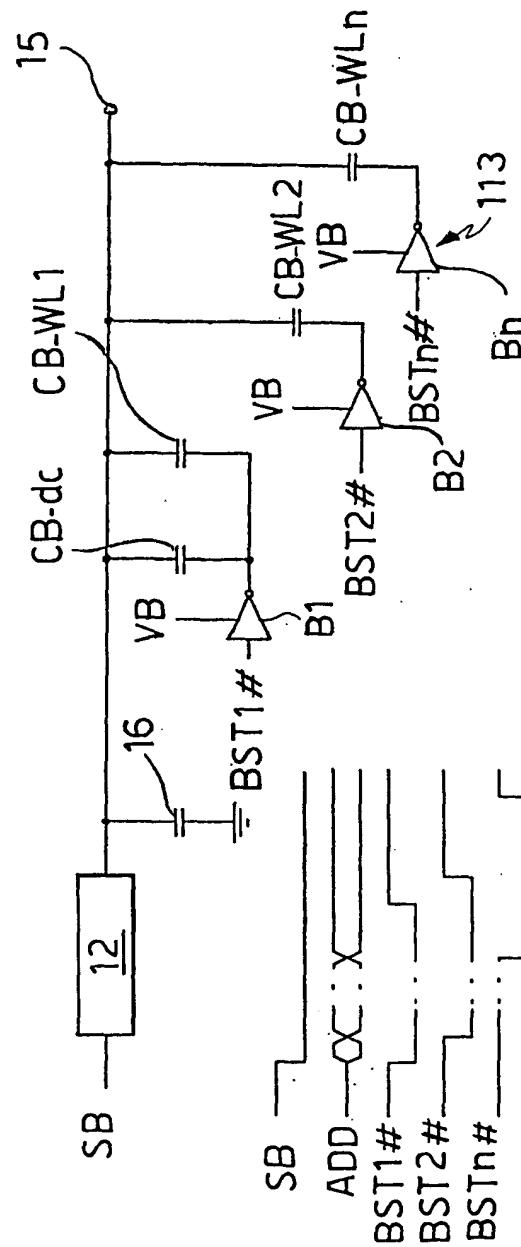 SB
12
16
BST1#
VB
B1
CB-dc
CB-WL1
BST2#
VB
B2
CB-WL2
BSTn#
VB
Bn
113
CB-WLn
15
SB
ADD
BST1#
BST2#
BSTn#